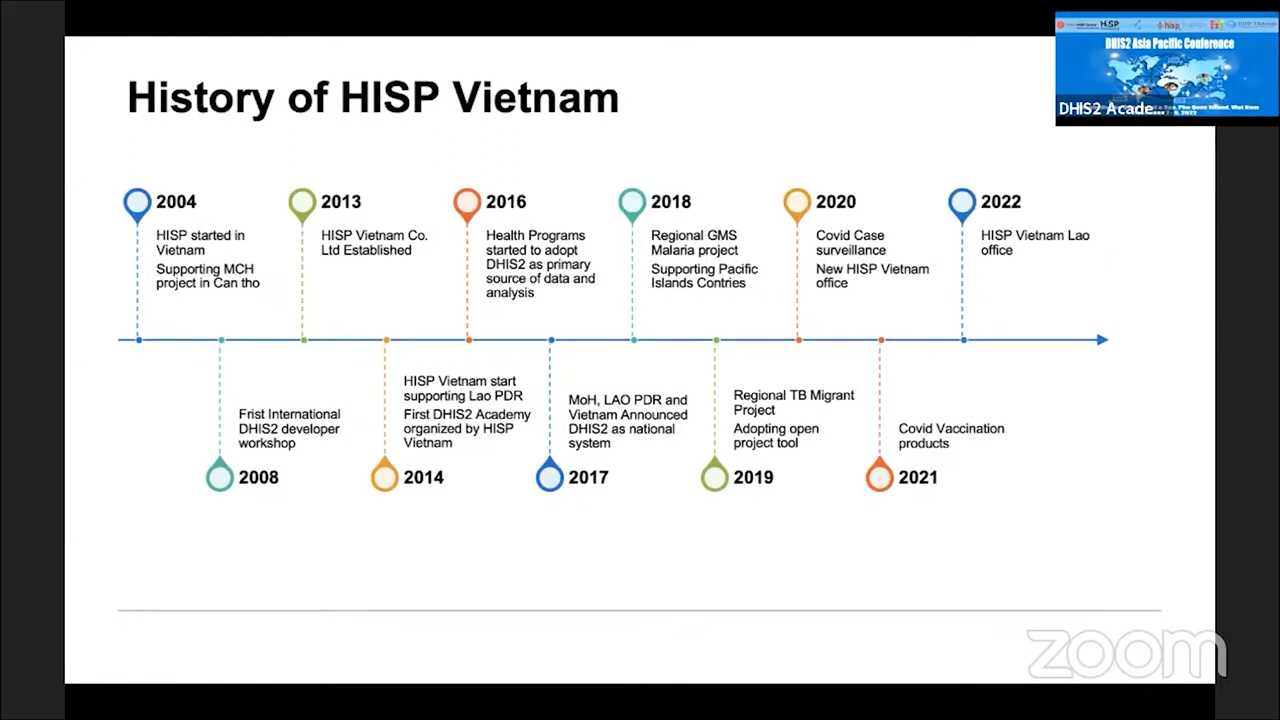 History of HISP Vietnam
DHIS2 Asia Pacific Conference
DHIS2 Acade...
2004
HISP started in
Vietnam
Supporting MCH
project in Can tho
2013
HISP Vietnam Co.
Ltd Established
2016
Health Programs
started to adopt
DHIS2 as primary
source of data and
analysis
2018
Regional GMS
Malaria project
Supporting Pacific
Islands Contries
2020
Covid Case
surveillance
New HISP Vietnam
office
2022
HISP Vietnam Lao
office
Frist International
DHIS2 developer
workshop
2008
HISP Vietnam start
supporting Lao PDR
First DHIS2 Academy
organized by HISP
Vietnam
2014
MoH, LAO PDR and
Vietnam Announced
DHIS2 as national
system
2017
Regional TB Migrant
Project
Adopting open
project tool
2019
Covid Vaccination
products
2021
zoom